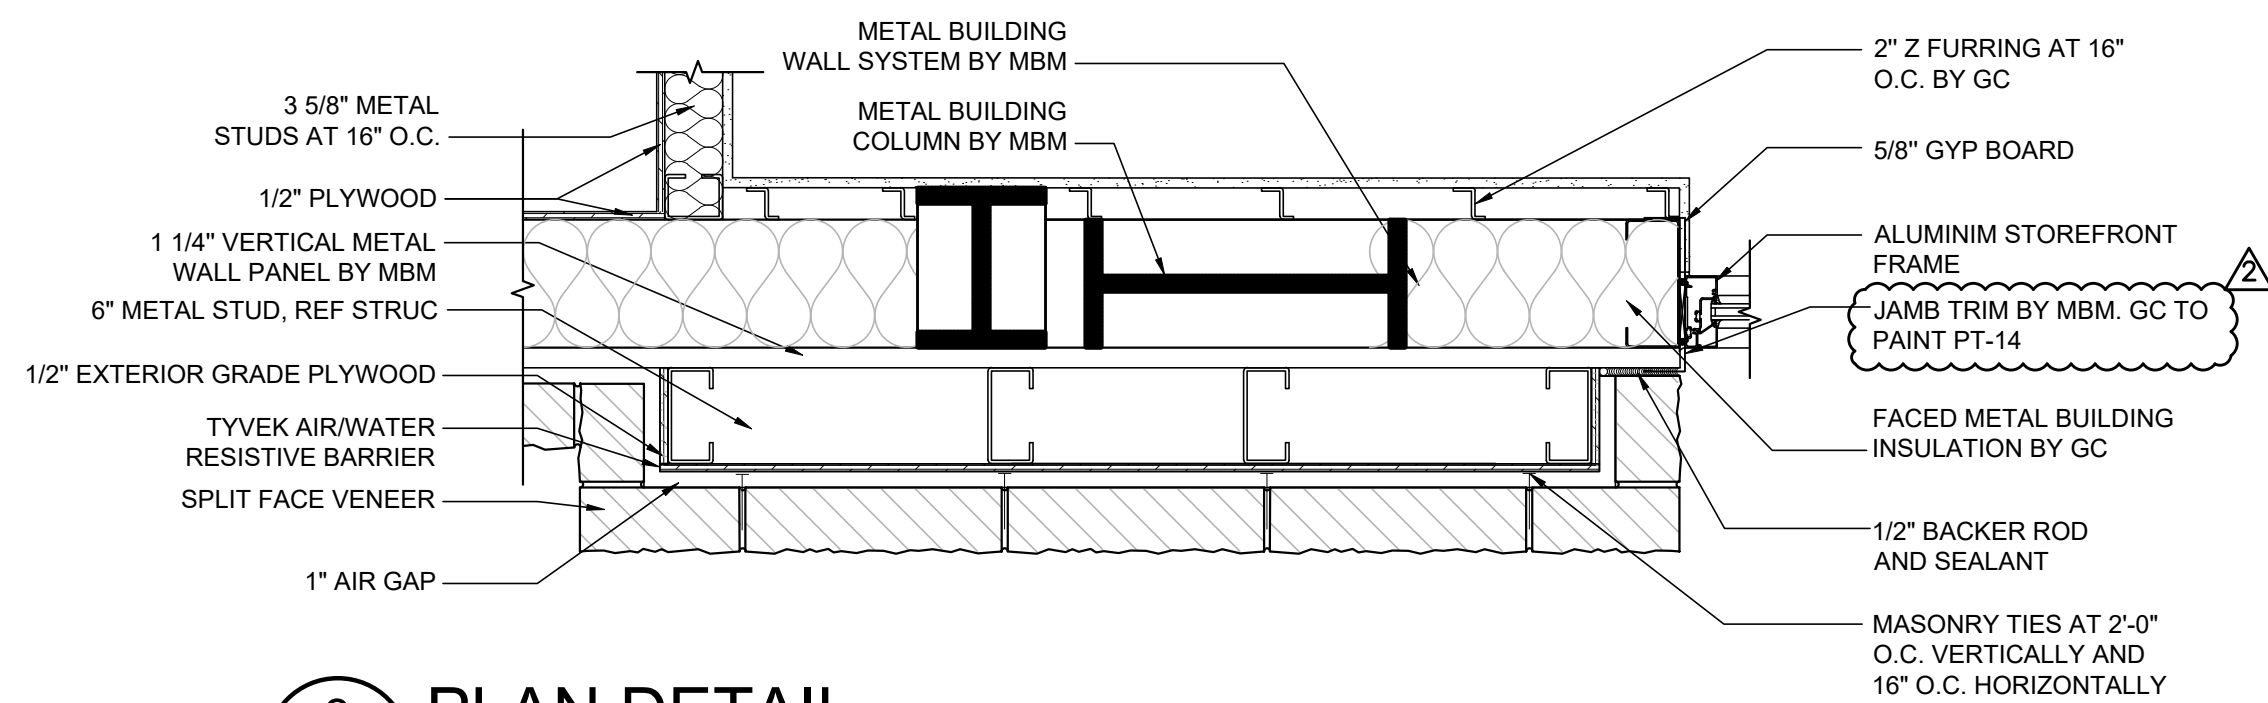 METAL BUILDING
WALL SYSTEM BY MBM
METAL BUILDING
COLUMN BY MBM
3 5/8" METAL
STUDS AT 16" O.C.
1/2" PLYWOOD
1 1/4" VERTICAL METAL
WALL PANEL BY MBM
6" METAL STUD, REF STRUC
1/2" EXTERIOR GRADE PLYWOOD
TYVEK AIR/WATER
RESISTIVE BARRIER
SPLIT FACE VENEER
1" AIR GAP
2" Z FURRING AT 16"
O.C. BY GC
5/8" GYP BOARD
ALUMINIM STOREFRONT
FRAME
2
JAMB TRIM BY MBM. GC TO
PAINT PT-14
FACED METAL BUILDING
INSULATION BY GC
1/2" BACKER ROD
AND SEALANT
MASONRY TIES AT 2'-0"
O.C. VERTICALLY AND
16" O.C. HORIZONTALLY
PLAN DETAIL